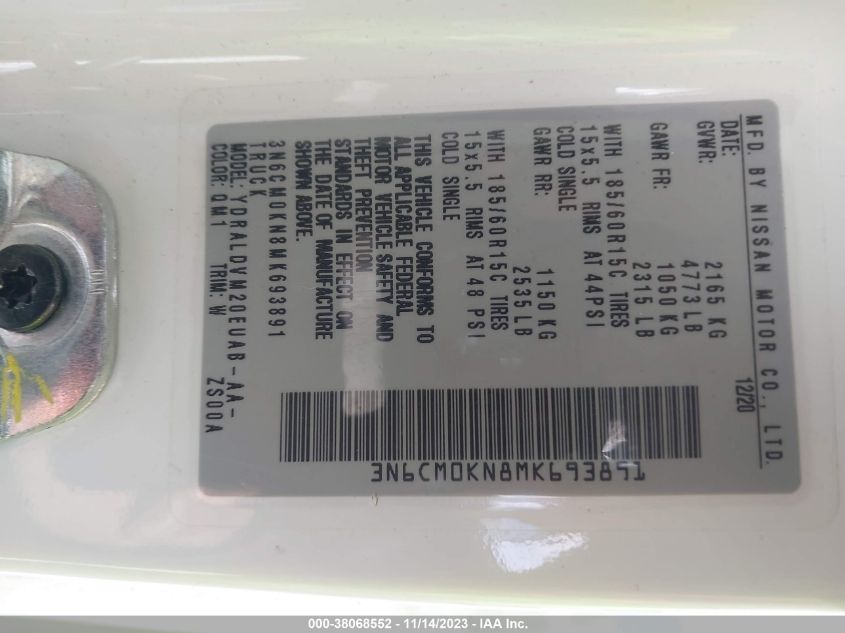 MFD. BY NISSAN MOTOR CO., LTD.
DATE: 12/20
GVWR: 2165 KG
4773 LB
GAWR FR: 1050 KG
2315 LB
WITH 185/60R15C TIRES
15x5.5 RIMS AT 44PSI
COLD SINGLE
GAWR RR: 1150 KG
2535 LB
WITH 185/60R15C TIRES
15x5.5 RIMS AT 48 PSI
COLD SINGLE
THIS VEHICLE CONFORMS TO
ALL APPLICABLE FEDERAL
MOTOR VEHICLE SAFETY AND
THEFT PREVENTION
STANDARDS IN EFFECT ON
THE DATE OF MANUFACTURE
SHOWN ABOVE.
3N6CM0KN8MK693891
TRUCK
MODEL: YDRALDVM20EUAB-AA-
ZS00A
COLOR: QM1 TRIM: W
3N6CM0KN8MK693891
000-38068552 - 11/14/2023 - IAA Inc.